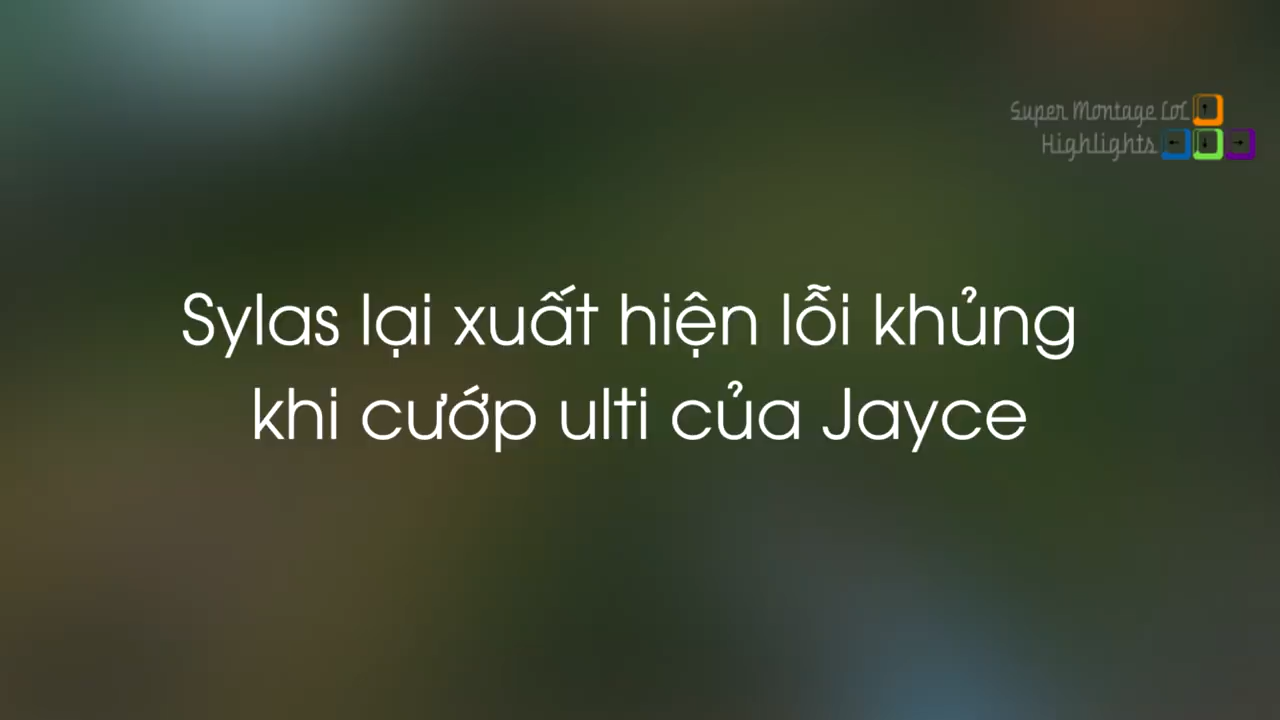 Super Montage LoL
Highlights
Sylas lại xuất hiện lỗi khủng
khi cướp ulti của Jayce